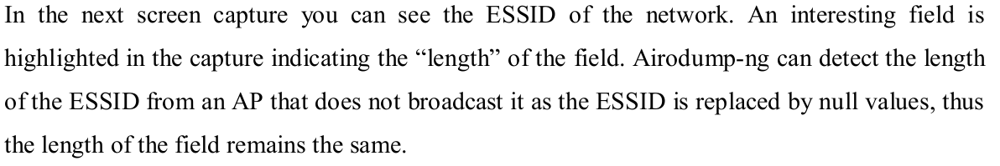 In the next screen capture you can see the ESSID of the network. An interesting field is
highlighted in the capture indicating the “length” of the field. Airodump-ng can detect the length
of the ESSID from an AP that does not broadcast it as the ESSID is replaced by null values, thus
the length of the field remains the same.